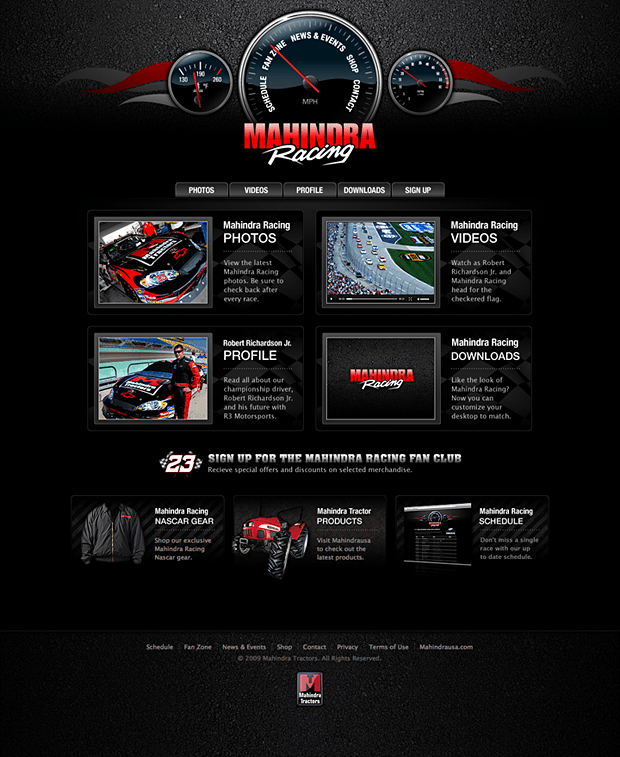 130 190 260
°F
SCHEDULE FAN ZONE NEWS & EVENTS SHOP CONTACT
MPH
MAHINDRA
Racing
PHOTOS VIDEOS PROFILE DOWNLOADS SIGN UP
Mahindra Racing
PHOTOS
View the latest
Mahindra Racing
photos. Be sure to
check back after
every race.
Mahindra Racing
VIDEOS
Watch as Robert
Richardson Jr. and
Mahindra Racing
head for the
checkered flag.
Robert Richardson Jr.
PROFILE
Read all about our
championship driver,
Robert Richardson Jr.
and his future with
R3 Motorsports.
MAHINDRA
Racing
Mahindra Racing
DOWNLOADS
Like the look of
Mahindra Racing?
Now you can
customize your
desktop to match.
23
SIGN UP FOR THE MAHINDRA RACING FAN CLUB
Recieve special offers and discounts on selected merchandise.
Mahindra Racing
NASCAR GEAR
Shop our exclusive
Mahindra Racing
Nascar gear.
Mahindra Tractor
PRODUCTS
Visit Mahindrausa
to check out the
latest products.
Mahindra Racing
SCHEDULE
Don't miss a single
race with our up
to date schedule.
Schedule Fan Zone News & Events Shop Contact Privacy Terms of Use Mahindrausa.com
© 2009 Mahindra Tractors. All Rights Reserved.
Mahindra
Tractors